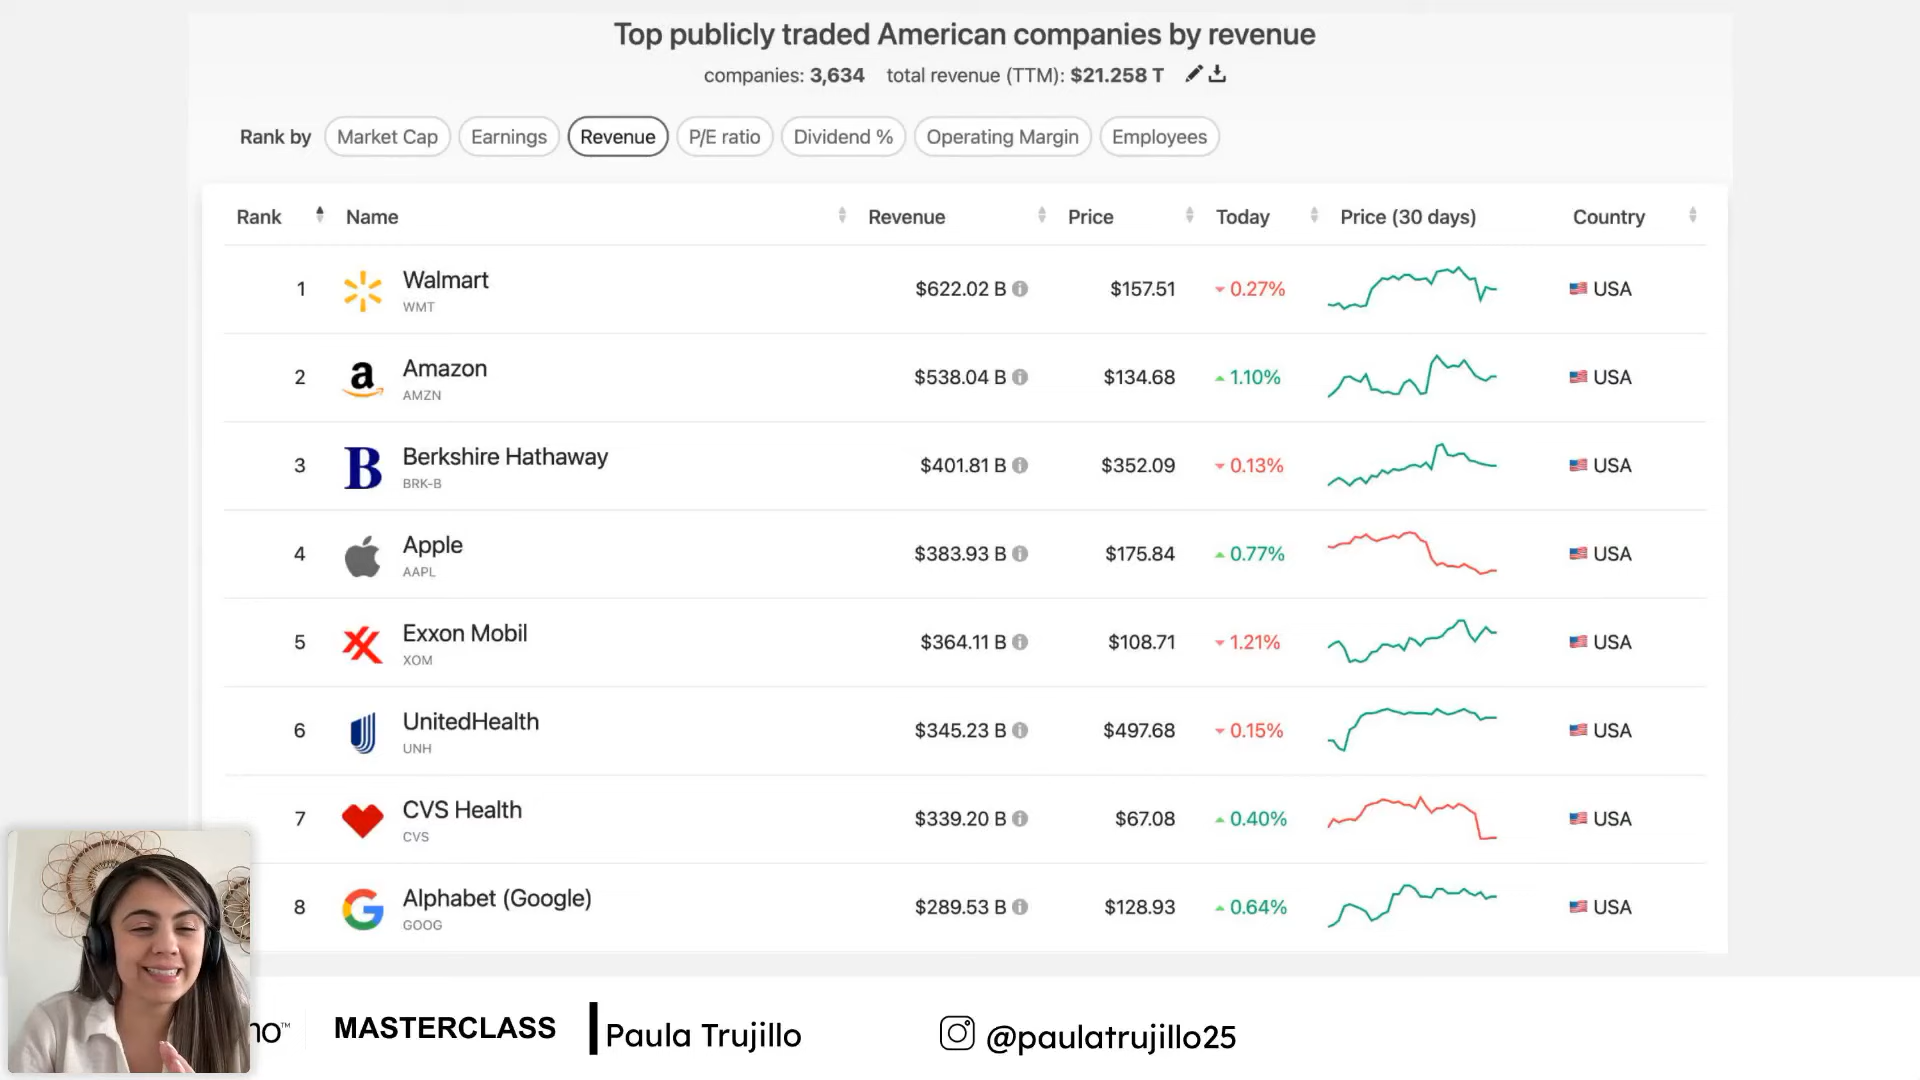 Top publicly traded American companies by revenue
companies: 3,634 total revenue (TTM): $21.258 T
Rank by Market Cap Earnings Revenue P/E ratio Dividend % Operating Margin Employees
Rank Name Revenue Price Today Price (30 days) Country
1 Walmart $622.02 B $157.51 0.27% USA
WMT
2 Amazon $538.04 B $134.68 1.10% USA
AMZN
3 Berkshire Hathaway $401.81 B $352.09 0.13% USA
BRK-B
4 Apple $383.93 B $175.84 0.77% USA
AAPL
5 Exxon Mobil $364.11 B $108.71 1.21% USA
XOM
6 UnitedHealth $345.23 B $497.68 0.15% USA
UNH
7 CVS Health $339.20 B $67.08 0.40% USA
CVS
8 Alphabet (Google) $289.53 B $128.93 0.64% USA
GOOG
MASTERCLASS Paula Trujillo @paulatrujillo25